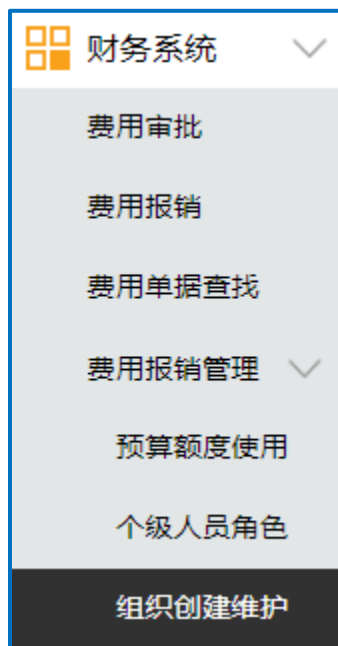 财务系统
费用审批
费用报销
费用单据查找
费用报销管理
预算额度使用
个级人员角色
组织创建维护